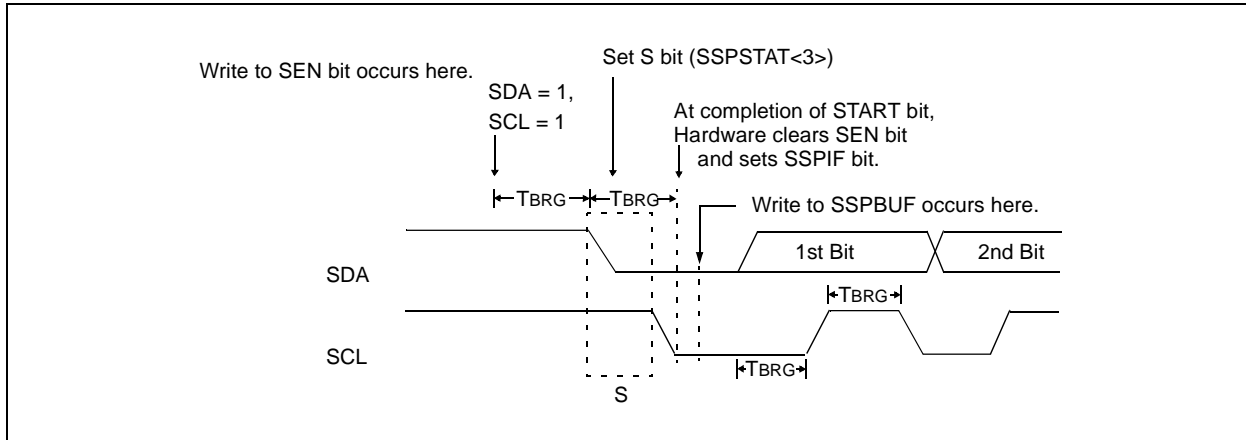 Set S bit (SSPSTAT<3>)
Write to SEN bit occurs here.
SDA = 1,
SCL = 1
At completion of START bit,
Hardware clears SEN bit
and sets SSPIF bit.
TBRG
TBRG
Write to SSPBUF occurs here.
SDA
1st Bit
2nd Bit
TBRG
SCL
TBRG
S